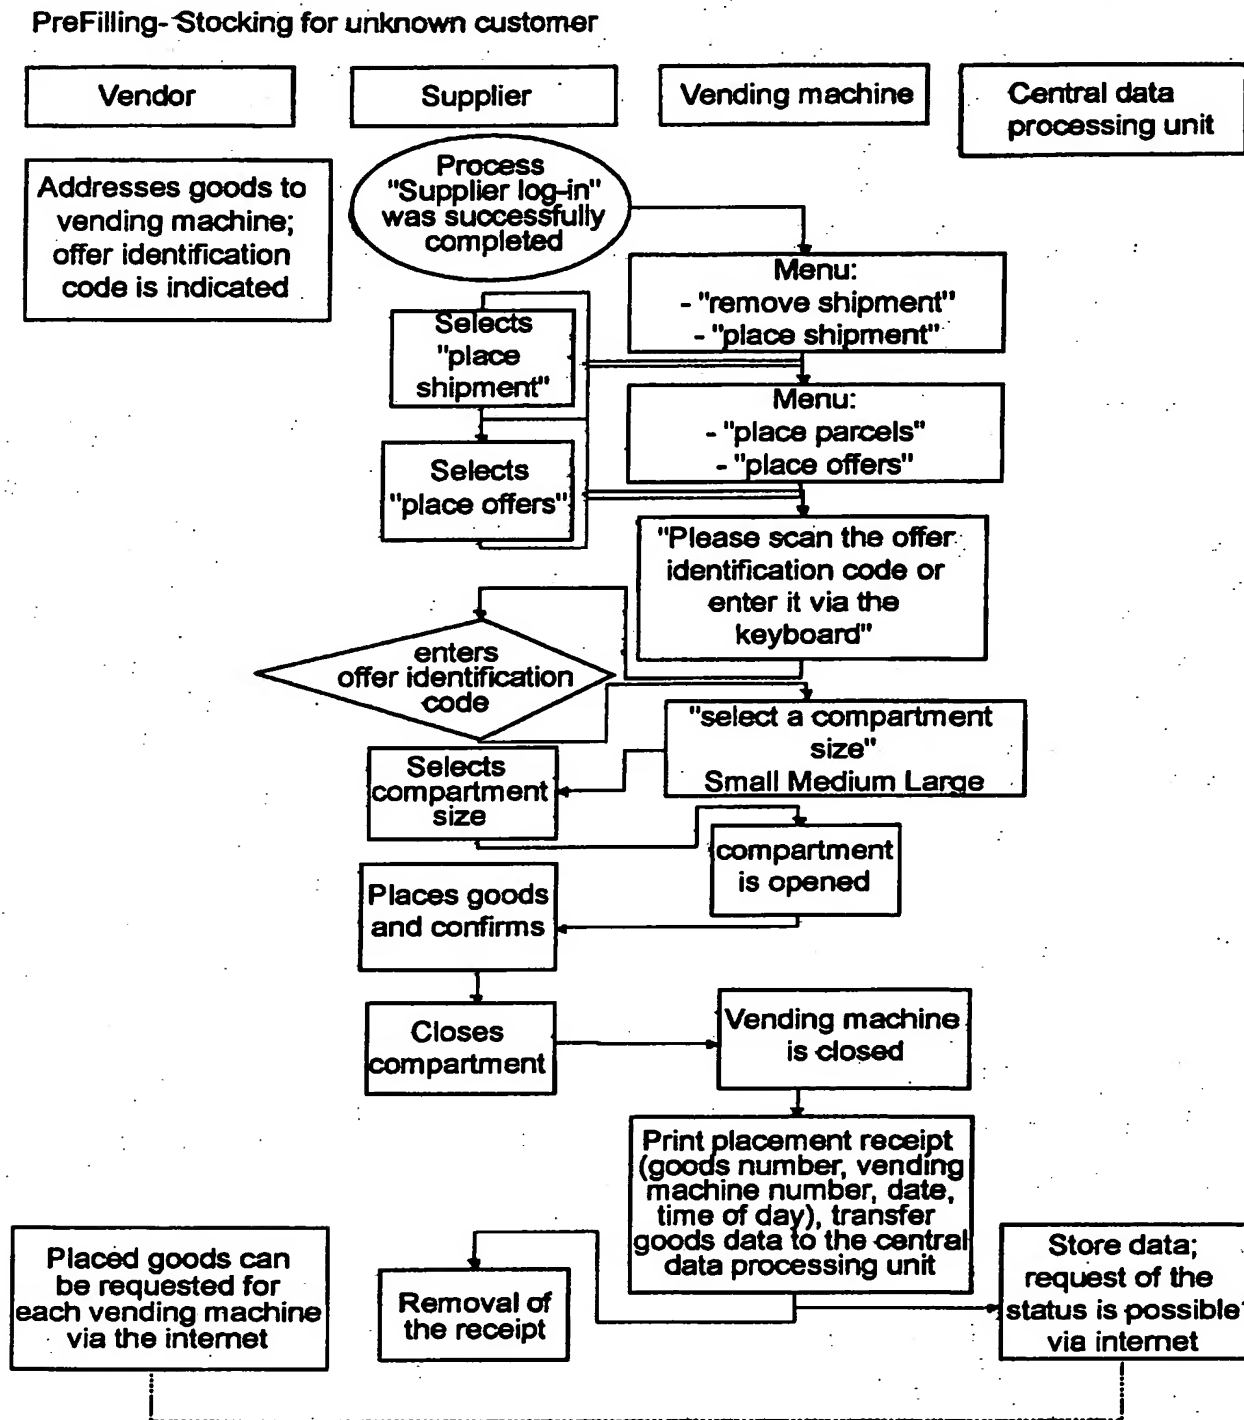 PreFilling- Stocking for unknown customer
Vendor
Supplier
Vending machine
Central data
processing unit
Addresses goods to
vending machine;
offer identification
code is indicated
Process
"Supplier log-in"
was successfully
completed
Menu:
- "remove shipment"
- "place shipment"
Selects
"place
shipment"
Menu:
- "place parcels"
- "place offers"
Selects
"place offers"
"Please scan the offer
identification code or
enter it via the
keyboard"
enters
offer identification
code
"select a compartment
size"
Small Medium Large
Selects
compartment
size
compartment
is opened
Places goods
and confirms
Closes
compartment
Vending machine
is closed
Print placement receipt
(goods number, vending
machine number, date,
time of day), transfer
goods data to the central
data processing unit
Placed goods can
be requested for
each vending machine
via the internet
Removal of
the receipt
Store data;
request of the
status is possible
via internet